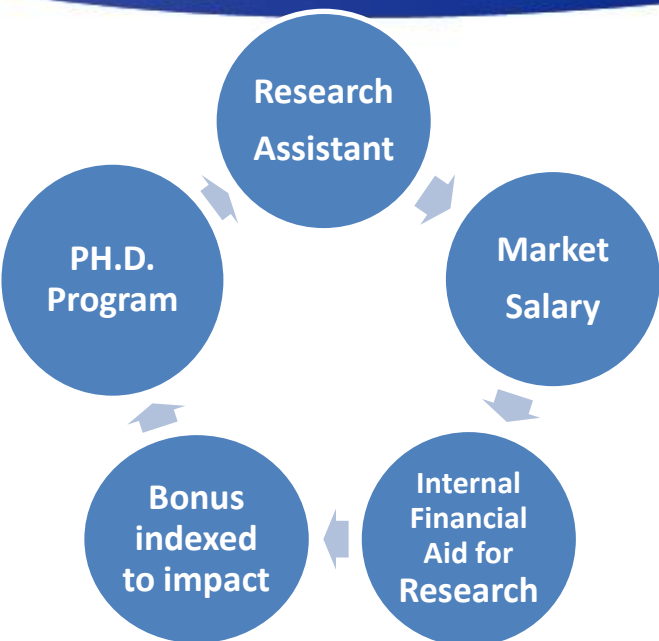 Research
Assistant
Market
Salary
Internal
Financial
Aid for
Research
Bonus
indexed
to impact
PH.D.
Program